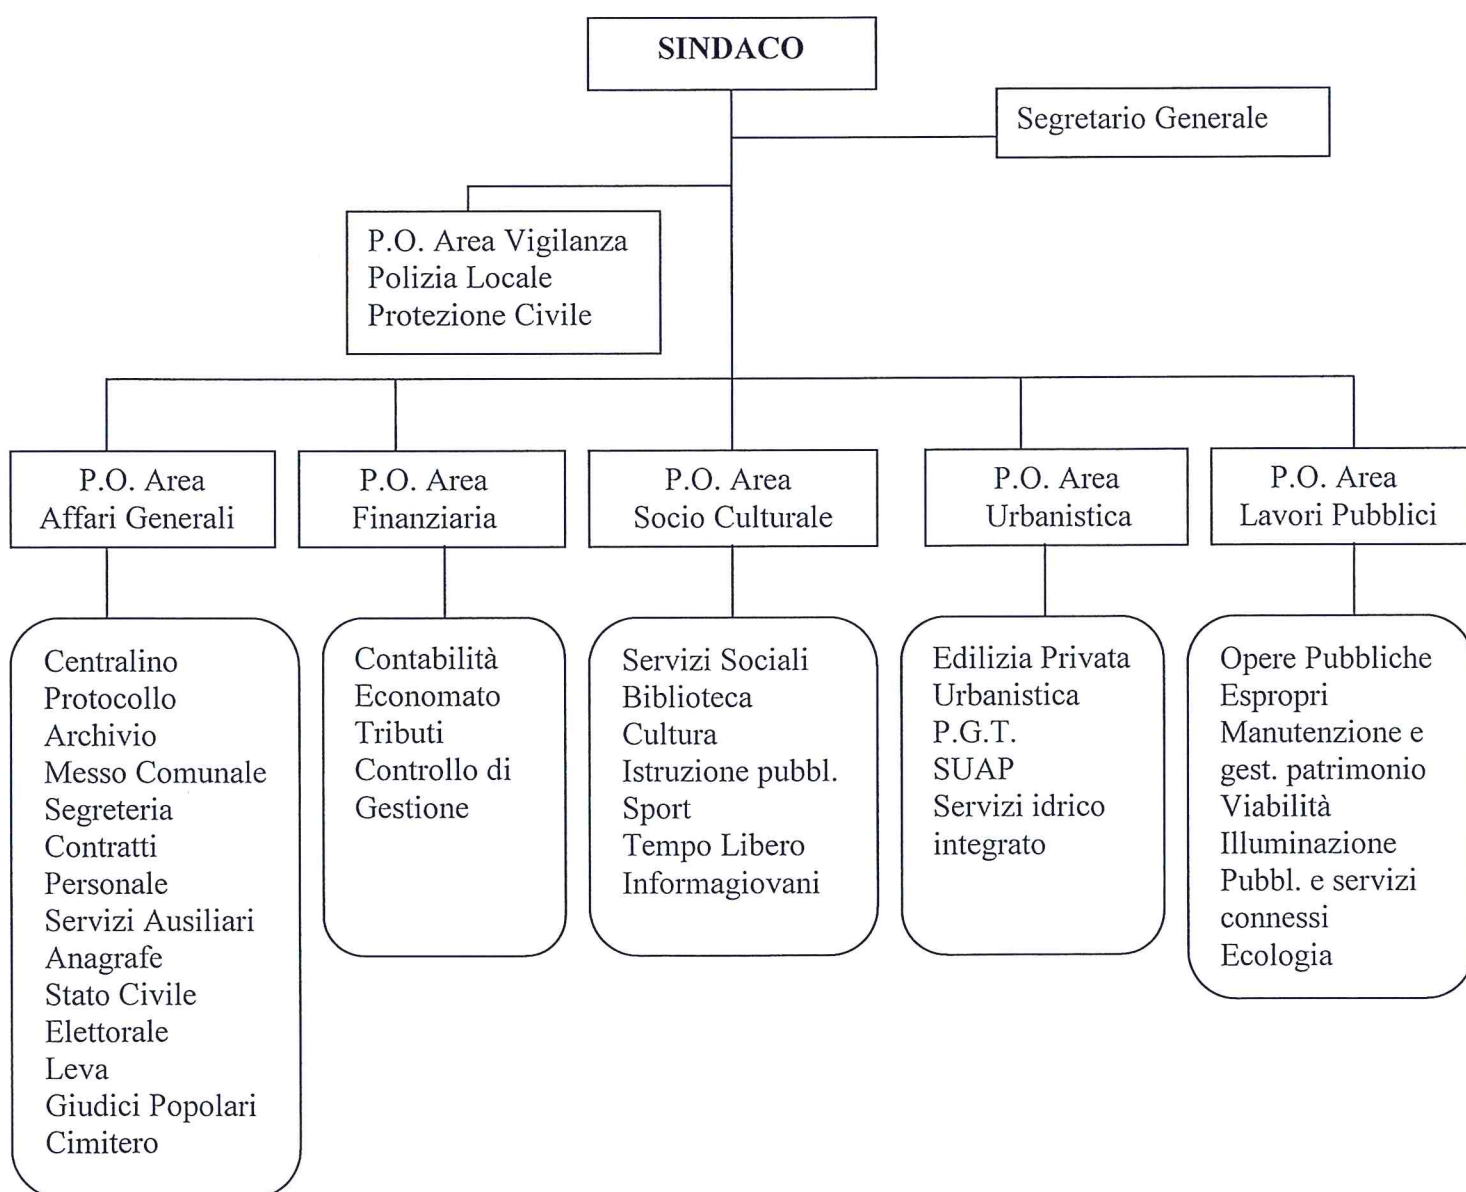 SINDACO
Segretario Generale
P.O. Area Vigilanza
Polizia Locale
Protezione Civile
P.O. Area
Affari Generali
P.O. Area
Finanziaria
P.O. Area
Socio Culturale
P.O. Area
Urbanistica
P.O. Area
Lavori Pubblici
Centralino
Protocollo
Archivio
Messo Comunale
Segreteria
Contratti
Personale
Servizi Ausiliari
Anagrafe
Stato Civile
Elettorale
Leva
Giudici Popolari
Cimitero
Contabilità
Economato
Tributi
Controllo di
Gestione
Servizi Sociali
Biblioteca
Cultura
Istruzione pubbl.
Sport
Tempo Libero
Informagiovani
Edilizia Privata
Urbanistica
P.G.T.
SUAP
Servizi idrico
integrato
Opere Pubbliche
Espropri
Manutenzione e
gest. patrimonio
Viabilità
Illuminazione
Pubbl. e servizi
connessi
Ecologia